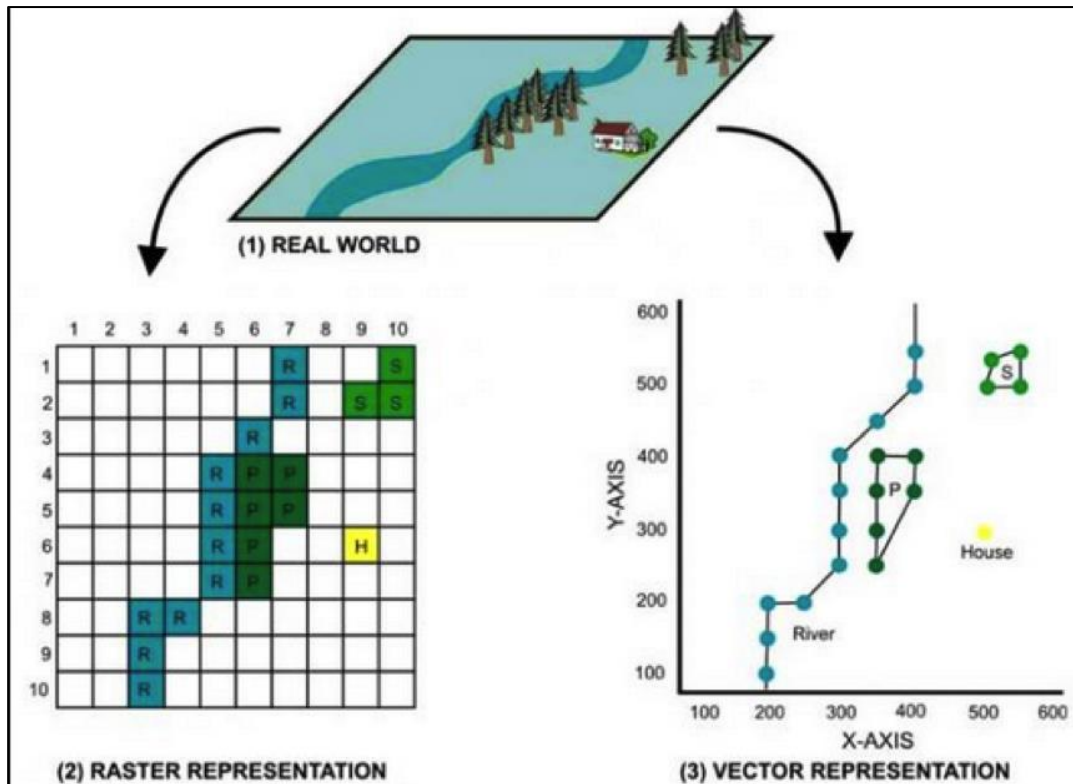 (1) REAL WORLD
1 2 3 4 5 6 7 8 9 10
1 R S
2 R S S
3 R
4 R P P
5 R P P
6 R P H
7 R P
8 R R
9 R
10 R
(2) RASTER REPRESENTATION
600
500
400
300
200
100
Y-AXIS
S
P
House
River
100 200 300 400 500 600
X-AXIS
(3) VECTOR REPRESENTATION